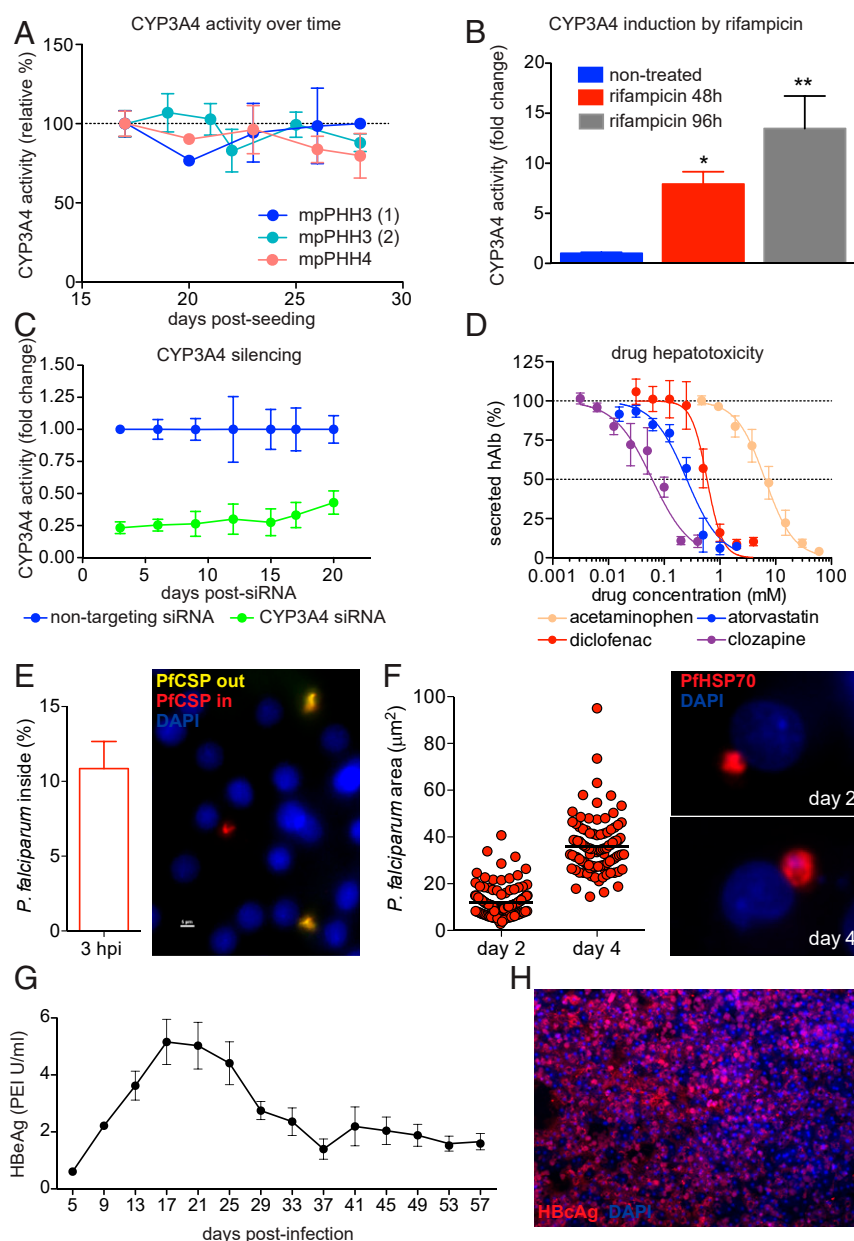 A
CYP3A4 activity over time
CYP3A4 activity (relative %)
150
100
50
0
15
20
25
30
days post-seeding
mpPHH3 (1)
mpPHH3 (2)
mpPHH4
B
CYP3A4 induction by rifampicin
CYP3A4 activity (fold change)
20
15
10
5
0
non-treated
rifampicin 48h
rifampicin 96h
*
**
C
CYP3A4 silencing
CYP3A4 activity (fold change)
1.50
1.25
1.00
0.75
0.50
0.25
0.00
5
10
15
20
days post-siRNA
non-targeting siRNA
CYP3A4 siRNA
D
drug hepatotoxicity
secreted hAlb (%)
125
100
75
50
25
0
0.001
0.01
0.1
1
10
100
drug concentration (mM)
acetaminophen
atorvastatin
diclofenac
clozapine
E
P. falciparum inside (%)
15
10
5
0
3 hpi
PfCSP out
PfCSP in
DAPI
F
P. falciparum area (μm2)
100
80
60
40
20
0
day 2
day 4
PfHSP70
DAPI
day 2
day 4
G
HBeAg (PEI U/ml)
6
4
2
0
5
9
13
17
21
25
29
33
37
41
45
49
53
57
days post-infection
H
HBcAg DAPI